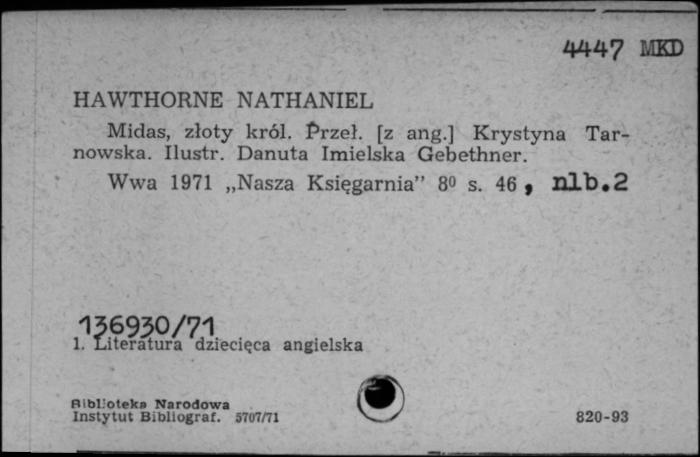 4447 MKD
HAWTHORNE NATHANIEL
Midas, złoty król. Przeł. [z ang.] Krystyna Tar-
nowska. Ilustr. Danuta Imielska Gebethner.
Wwa 1971 „Nasza Księgarnia” 8⁰ s. 46, nlb.2
136930/71
1. Literatura dziecięca angielska
Biblioteka Narodowa
Instytut Bibliograf. 5707/71
820-93